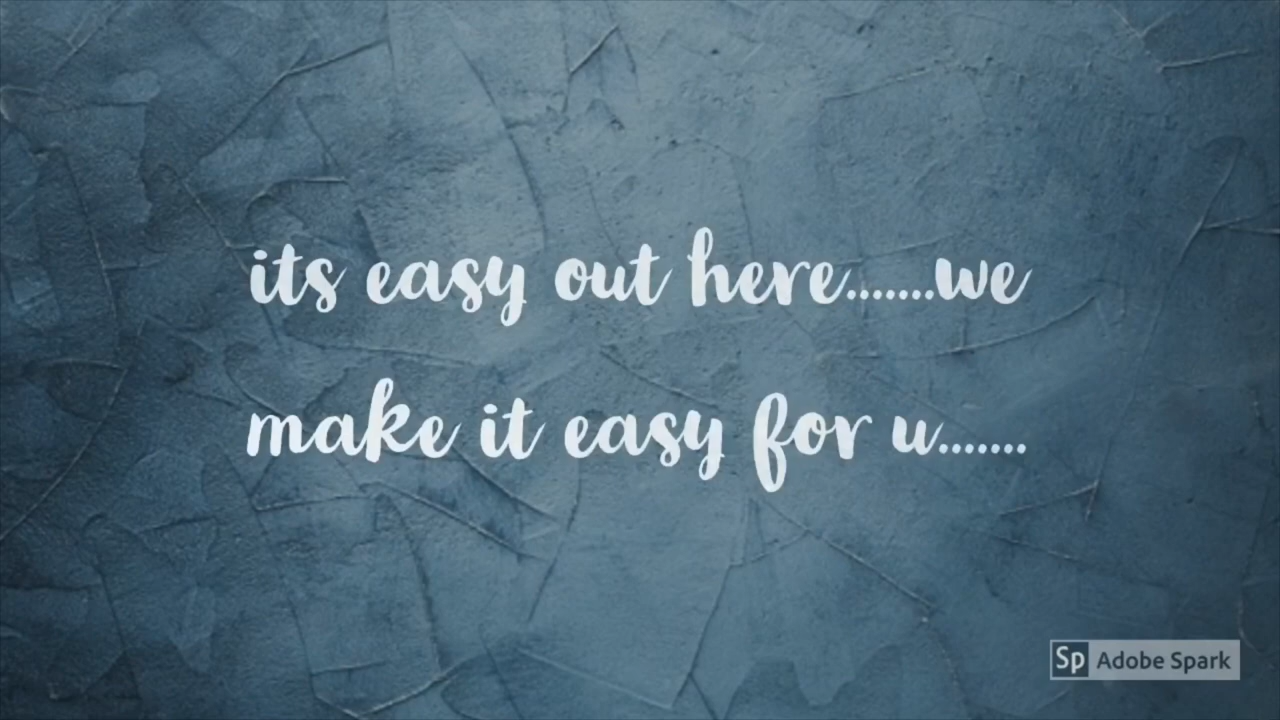 its easy out here.......we
make it easy for u.......
Sp Adobe Spark